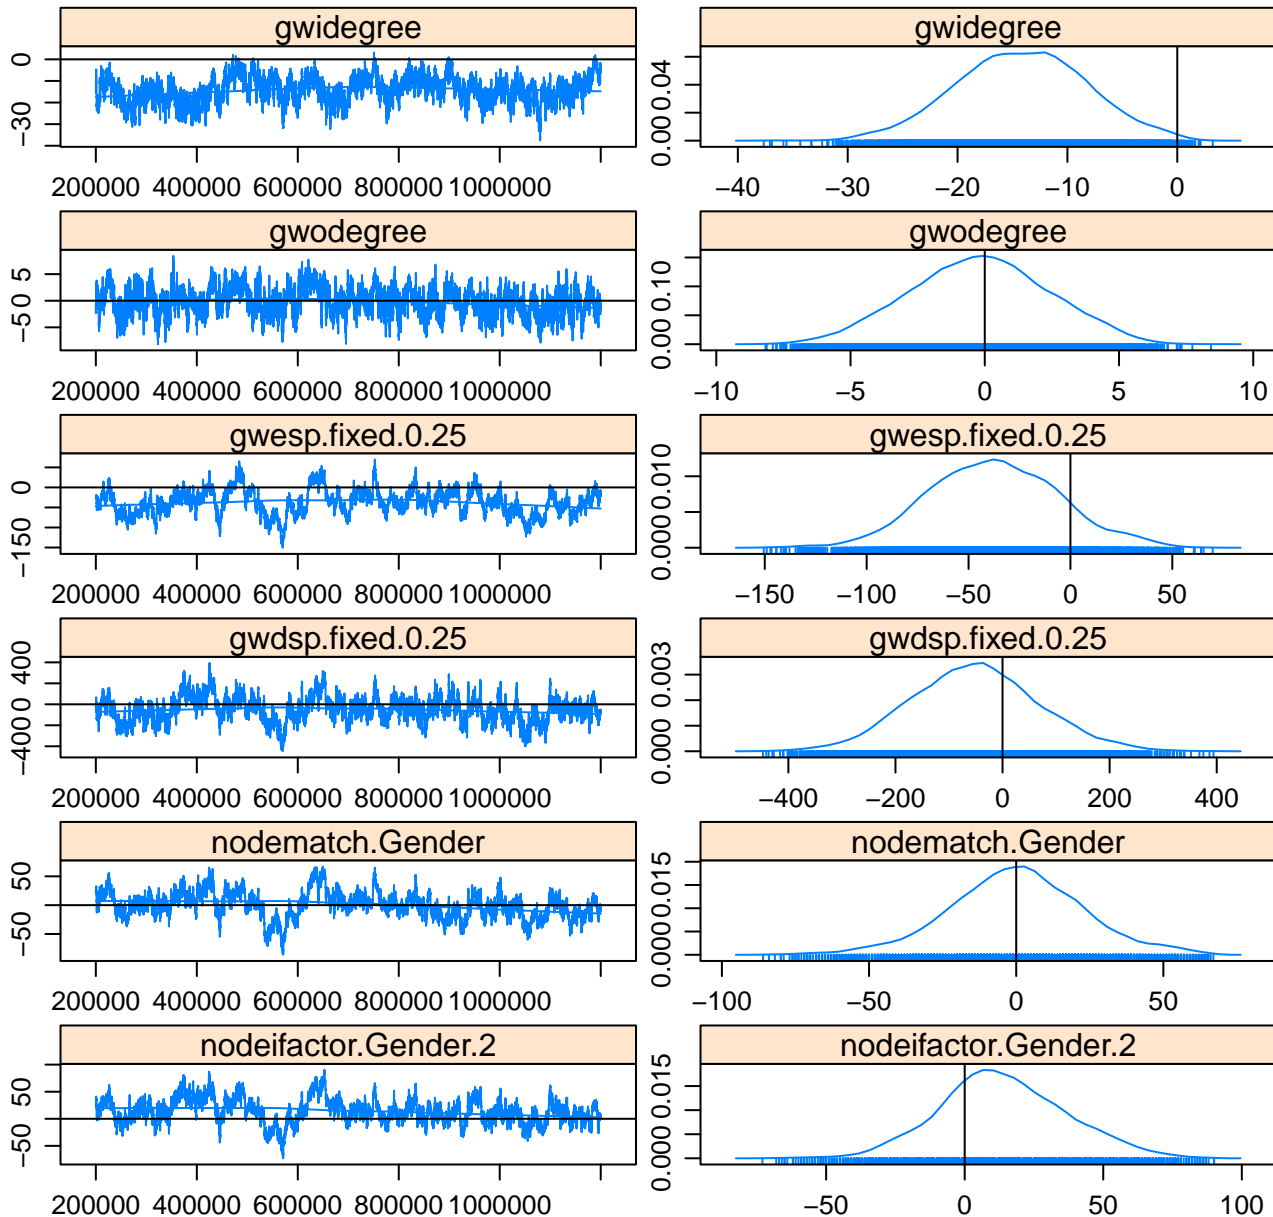 gwidegree
0
−30
200000 400000 600000 800000 1000000
gwidegree
0.00 0.04
−40 −30 −20 −10 0
gwodegree
−5 0 5
200000 400000 600000 800000 1000000
gwodegree
0.00 0.10
−10 −5 0 5 10
gwesp.fixed.0.25
−150 0
200000 400000 600000 800000 1000000
gwesp.fixed.0.25
0.000 0.010
−150 −100 −50 0 50
gwdsp.fixed.0.25
−400 0 400
200000 400000 600000 800000 1000000
gwdsp.fixed.0.25
0.000 0.003
−400 −200 0 200 400
nodematch.Gender
−50 50
200000 400000 600000 800000 1000000
nodematch.Gender
0.000 0.015
−100 −50 0 50
nodeifactor.Gender.2
−50 50
200000 400000 600000 800000 1000000
nodeifactor.Gender.2
0.000 0.015
−50 0 50 100